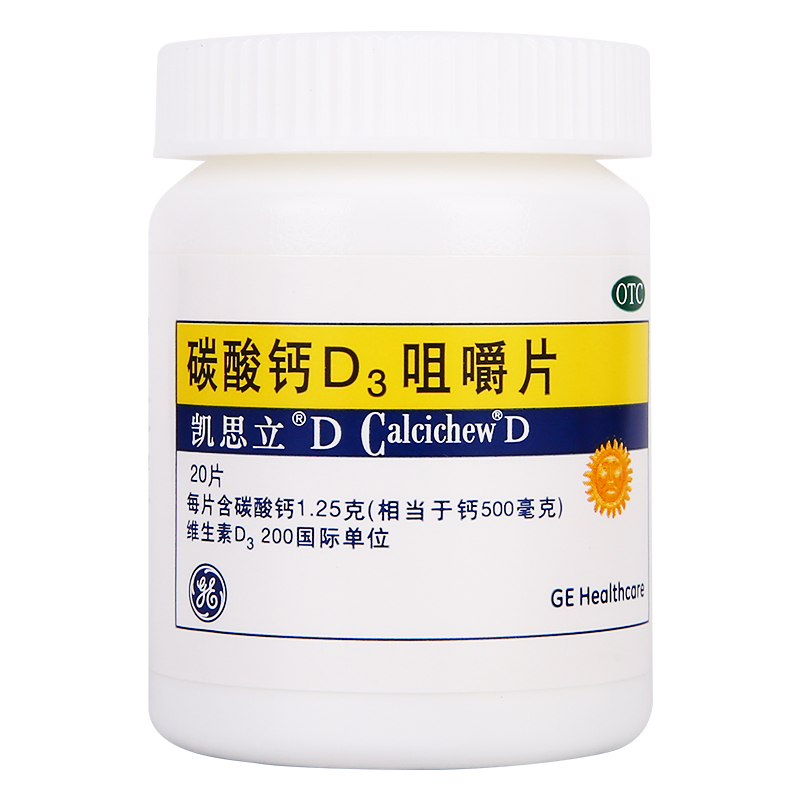 OTC
碳酸钙D₃咀嚼片
凯思立®D Calcichew®D
20片
每片含碳酸钙1.25克(相当于钙500毫克)
维生素D₃ 200国际单位
GE
GE Healthcare